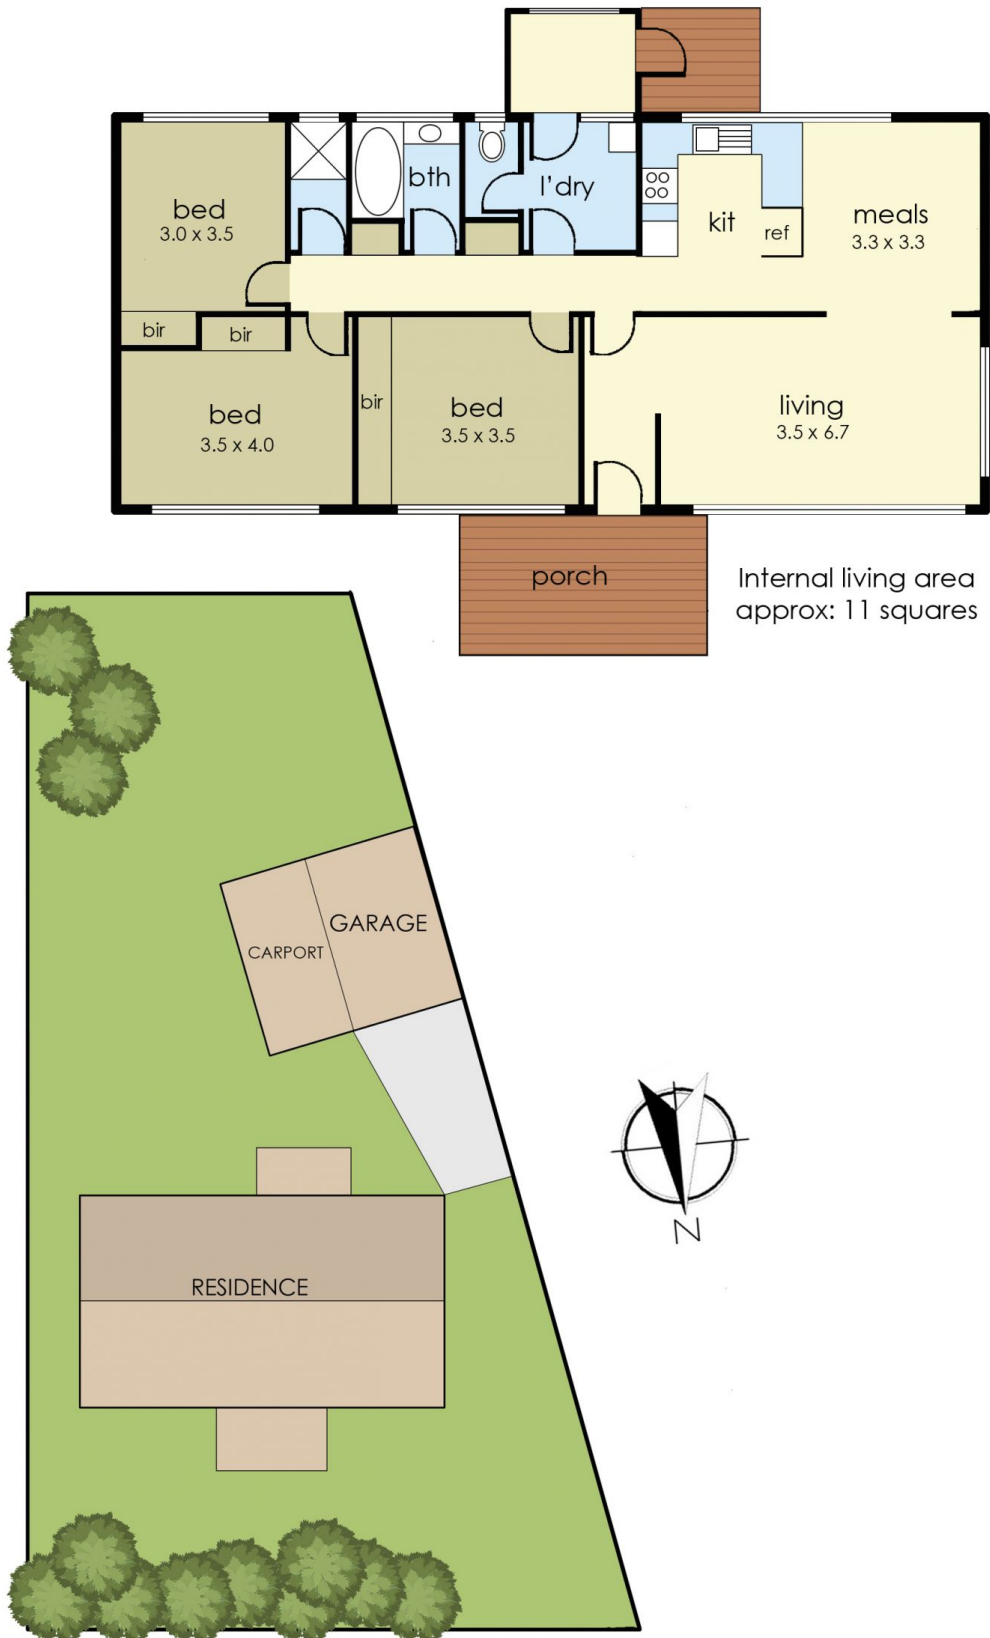 bed
3.0 x 3.5
bth
l'dry
kit
ref
meals
3.3 x 3.3
bir
bir
bed
3.5 x 4.0
bir
bed
3.5 x 3.5
living
3.5 x 6.7
porch
Internal living area
approx: 11 squares
GARAGE
CARPORT
RESIDENCE
N